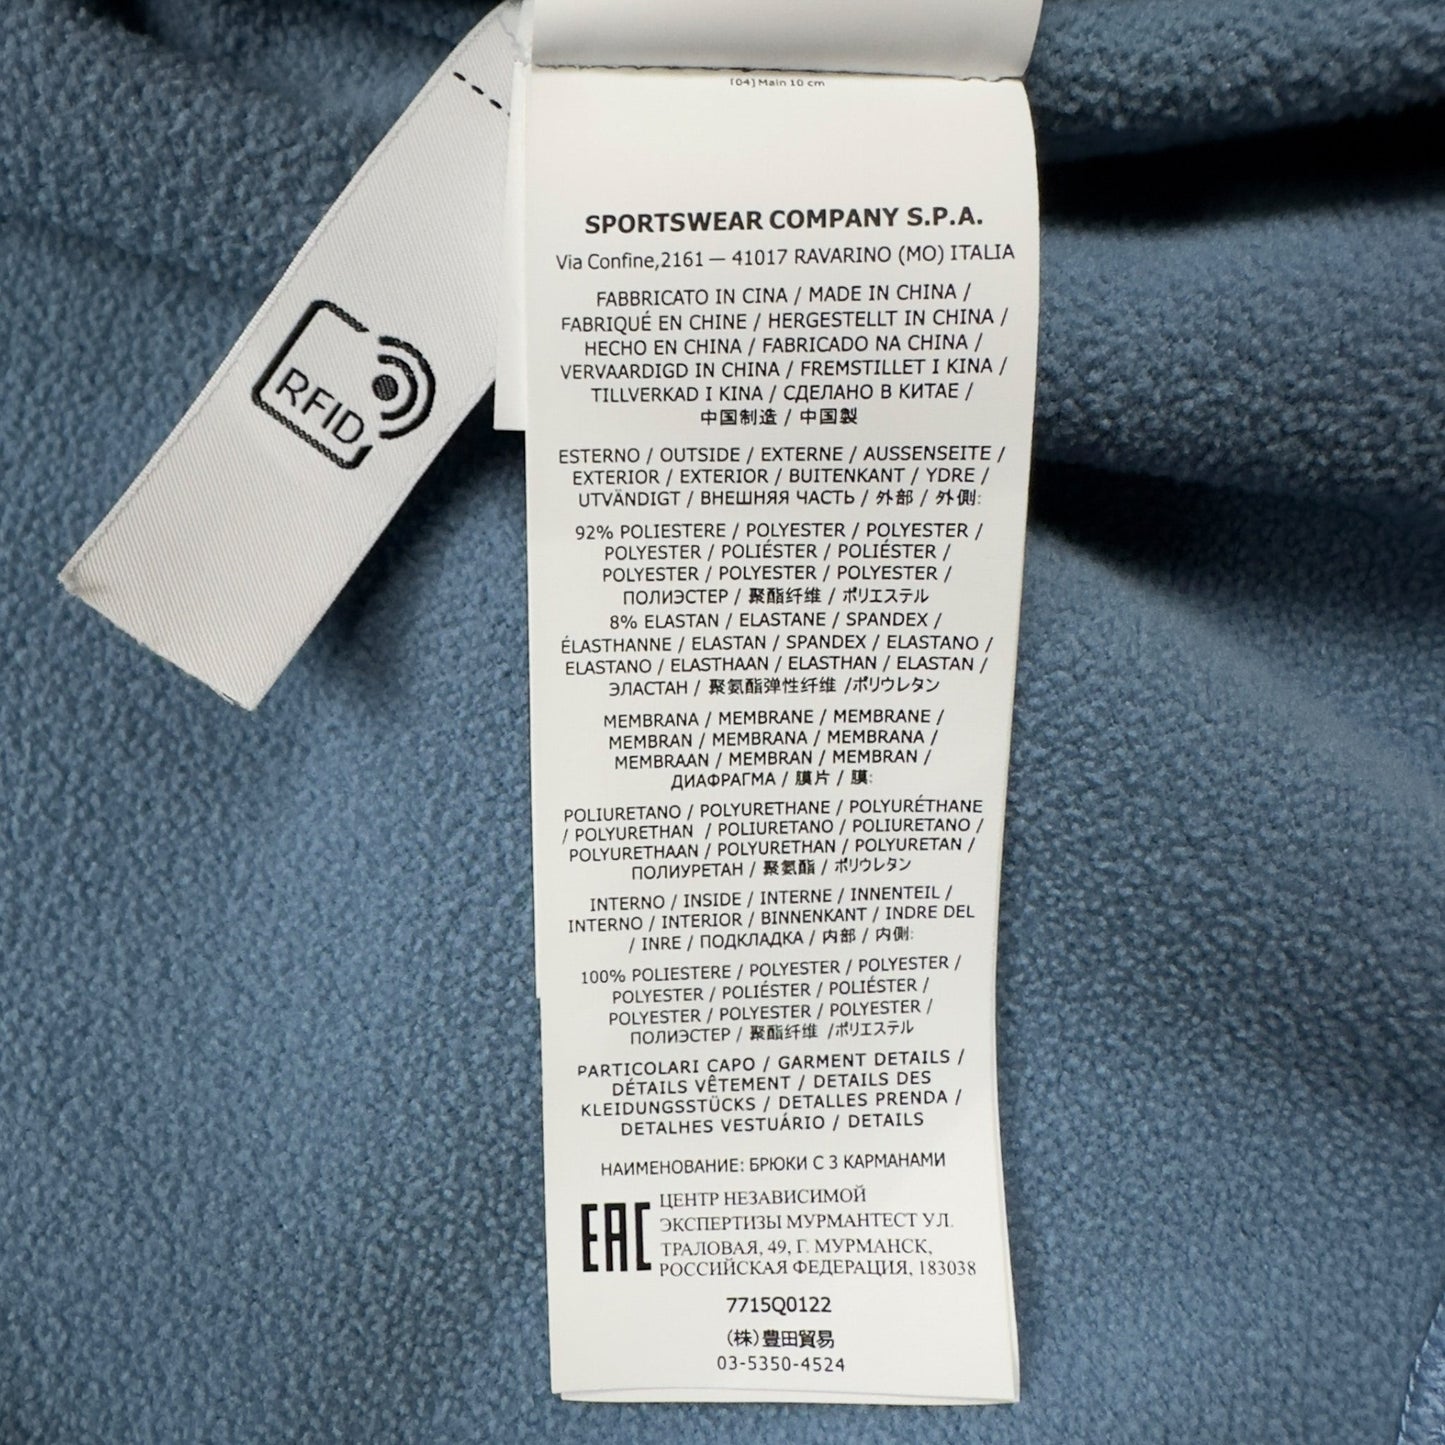 [04] Main 10 cm
SPORTSWEAR COMPANY S.P.A.
Via Confine,2161 — 41017 RAVARINO (MO) ITALIA
FABBRICATO IN CINA / MADE IN CHINA /
FABRIQUÉ EN CHINE / HERGESTELLT IN CHINA /
HECHO EN CHINA / FABRICADO NA CHINA /
VERVAARDIGD IN CHINA / FREMSTILLET I KINA /
TILLVERKAD I KINA / СДЕЛАНО В КИТАЕ /
中国制造 / 中国製
ESTERNO / OUTSIDE / EXTERNE / AUSSENSEITE /
EXTERIOR / EXTERIOR / BUITENKANT / YDRE /
UTVÄNDIGT / ВНЕШНЯЯ ЧАСТЬ / 外部 / 外側:
92% POLIESTERE / POLYESTER / POLYESTER /
POLYESTER / POLIÉSTER / POLIÉSTER /
POLYESTER / POLYESTER / POLYESTER /
ПОЛИЭСТЕР / 聚酯纤维 / ポリエステル
8% ELASTAN / ELASTANE / SPANDEX /
ÉLASTHANNE / ELASTAN / SPANDEX / ELASTANO /
ELASTANO / ELASTHAAN / ELASTHAN / ELASTAN /
ЭЛАСТАН / 聚氨酯弹性纤维 /ポリウレタン
MEMBRANA / MEMBRANE / MEMBRANE /
MEMBRAN / MEMBRANA / MEMBRANA /
MEMBRAAN / MEMBRAN / MEMBRAN /
ДИАФРАГМА / 膜片 / 膜:
POLIURETANO / POLYURETHANE / POLYURÉTHANE
/ POLYURETHAN / POLIURETANO / POLIURETANO /
POLYURETHAAN / POLYURETHAN / POLYURETAN /
ПОЛИУРЕТАН / 聚氨酯 / ポリウレタン
INTERNO / INSIDE / INTERNE / INNENTEIL /
INTERNO / INTERIOR / BINNENKANT / INDRE DEL
/ INRE / ПОДКЛАДКА / 内部 / 内側:
100% POLIESTERE / POLYESTER / POLYESTER /
POLYESTER / POLIÉSTER / POLIÉSTER /
POLYESTER / POLYESTER / POLYESTER /
ПОЛИЭСТЕР / 聚酯纤维 /ポリエステル
PARTICOLARI CAPO / GARMENT DETAILS /
DÉTAILS VÊTEMENT / DETAILS DES
KLEIDUNGSSTÜCKS / DETALLES PRENDA /
DETALHES VESTUÁRIO / DETAILS
НАИМЕНОВАНИЕ: БРЮКИ С 3 КАРМАНАМИ
EAC
ЦЕНТР НЕЗАВИСИМОЙ
ЭКСПЕРТИЗЫ МУРМАНТЕСТ УЛ.
ТРАЛОВАЯ, 49, Г. МУРМАНСК,
РОССИЙСКАЯ ФЕДЕРАЦИЯ, 183038
7715Q0122
(株)豊田貿易
03-5350-4524
RFID